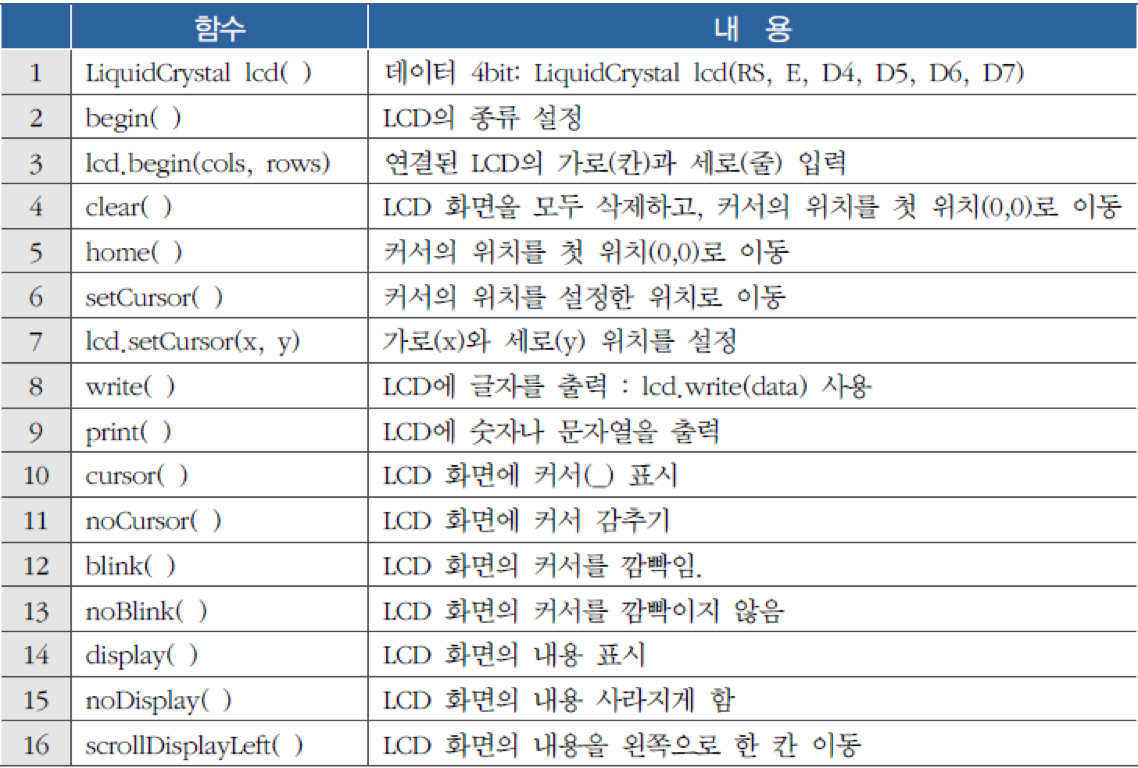 함수 내 용
1 LiquidCrystal lcd( ) 데이터 4bit: LiquidCrystal lcd(RS, E, D4, D5, D6, D7)
2 begin( ) LCD의 종류 설정
3 lcd.begin(cols, rows) 연결된 LCD의 가로(칸)과 세로(줄) 입력
4 clear( ) LCD 화면을 모두 삭제하고, 커서의 위치를 첫 위치(0,0)로 이동
5 home( ) 커서의 위치를 첫 위치(0,0)로 이동
6 setCursor( ) 커서의 위치를 설정한 위치로 이동
7 lcd.setCursor(x, y) 가로(x)와 세로(y) 위치를 설정
8 write( ) LCD에 글자를 출력 : lcd.write(data) 사용
9 print( ) LCD에 숫자나 문자열을 출력
10 cursor( ) LCD 화면에 커서(_) 표시
11 noCursor( ) LCD 화면에 커서 감추기
12 blink( ) LCD 화면의 커서를 깜빡임.
13 noBlink( ) LCD 화면의 커서를 깜빡이지 않음
14 display( ) LCD 화면의 내용 표시
15 noDisplay( ) LCD 화면의 내용 사라지게 함
16 scrollDisplayLeft( ) LCD 화면의 내용을 왼쪽으로 한 칸 이동